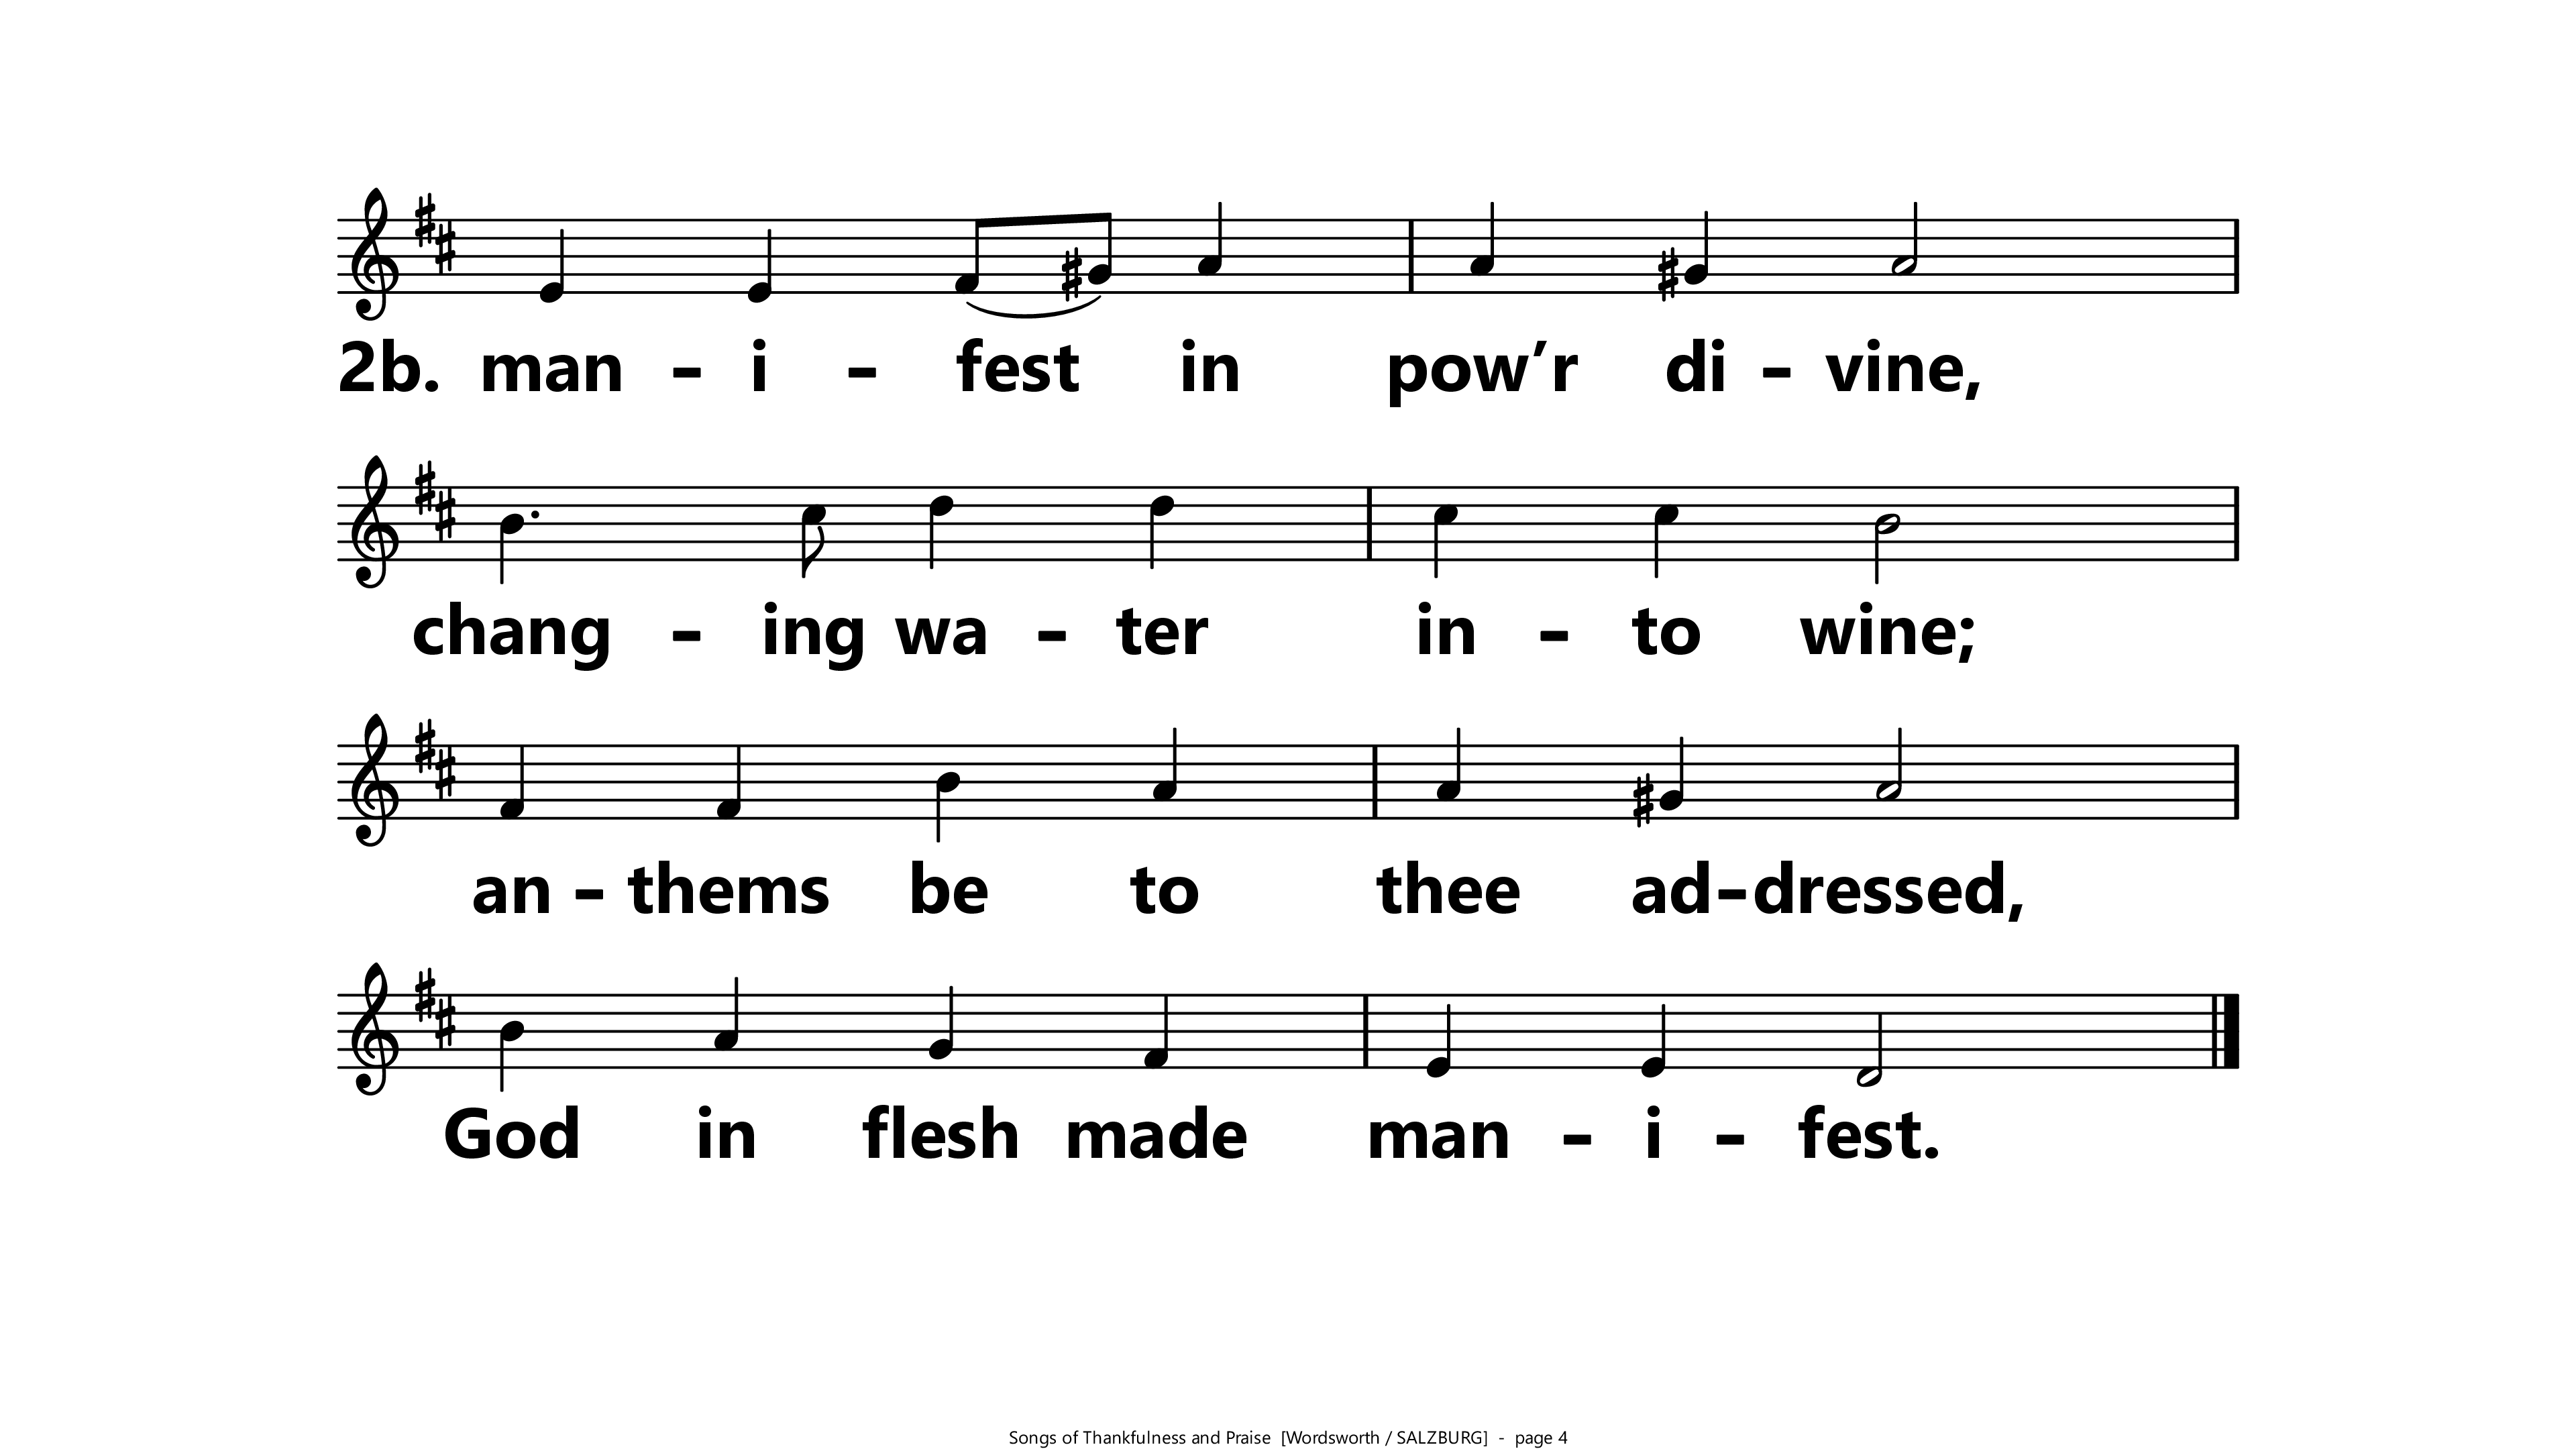 2b. man - i - fest in pow’r di - vine,
chang - ing wa - ter in - to wine;
an - thems be to thee ad-dressed,
God in flesh made man - i - fest.
Songs of Thankfulness and Praise [Wordsworth / SALZBURG] - page 4